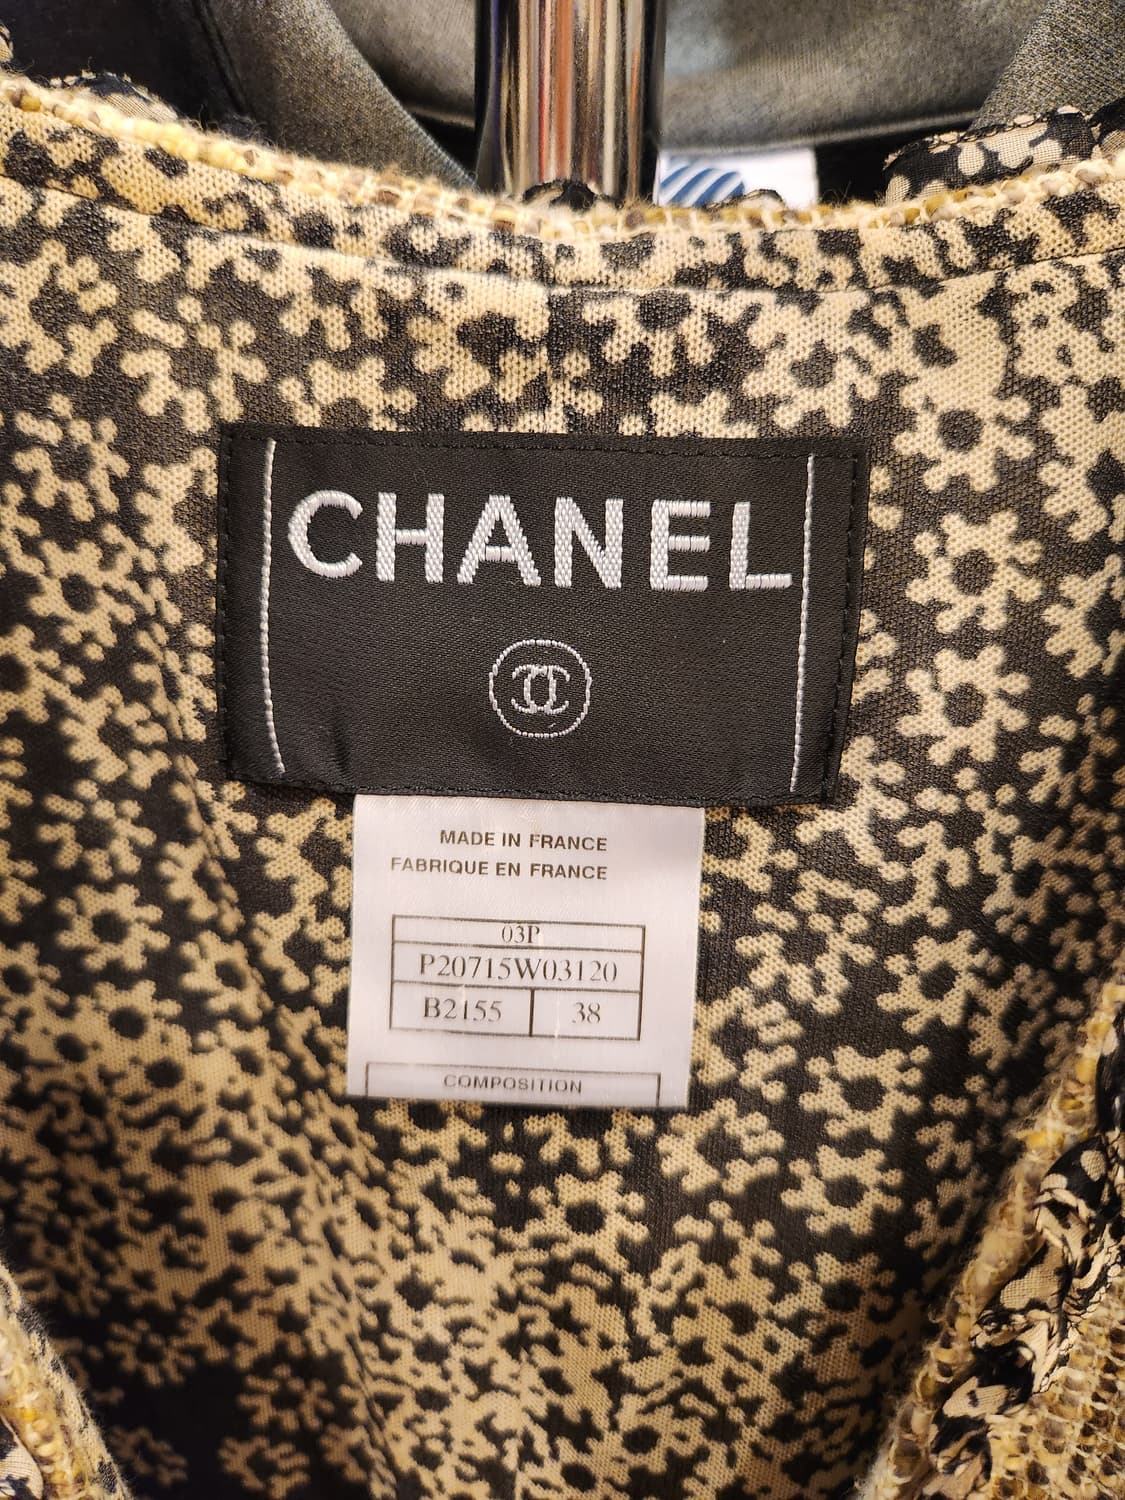 CHANEL
MADE IN FRANCE
FABRIQUE EN FRANCE
03P
P20715W03120
B2155 38
COMPOSITION